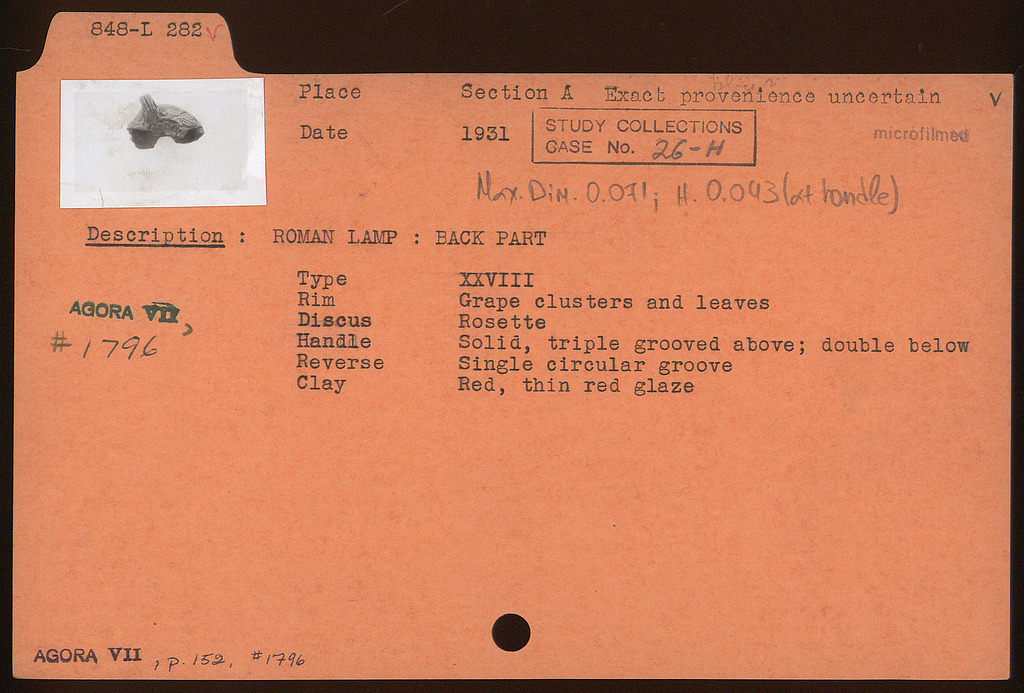 848-L 282 v
Place Section A Exact provenience uncertain v
Date 1931 STUDY COLLECTIONS
CASE No. 26-H
microfilmed
Max. Dim. 0.071; H. 0.043 (at handle)
Description : ROMAN LAMP : BACK PART
Type XXVIII
Rim Grape clusters and leaves
Discus Rosette
Handle Solid, triple grooved above; double below
Reverse Single circular groove
Clay Red, thin red glaze
AGORA VII,
# 1796
AGORA VII, p. 152, #1796